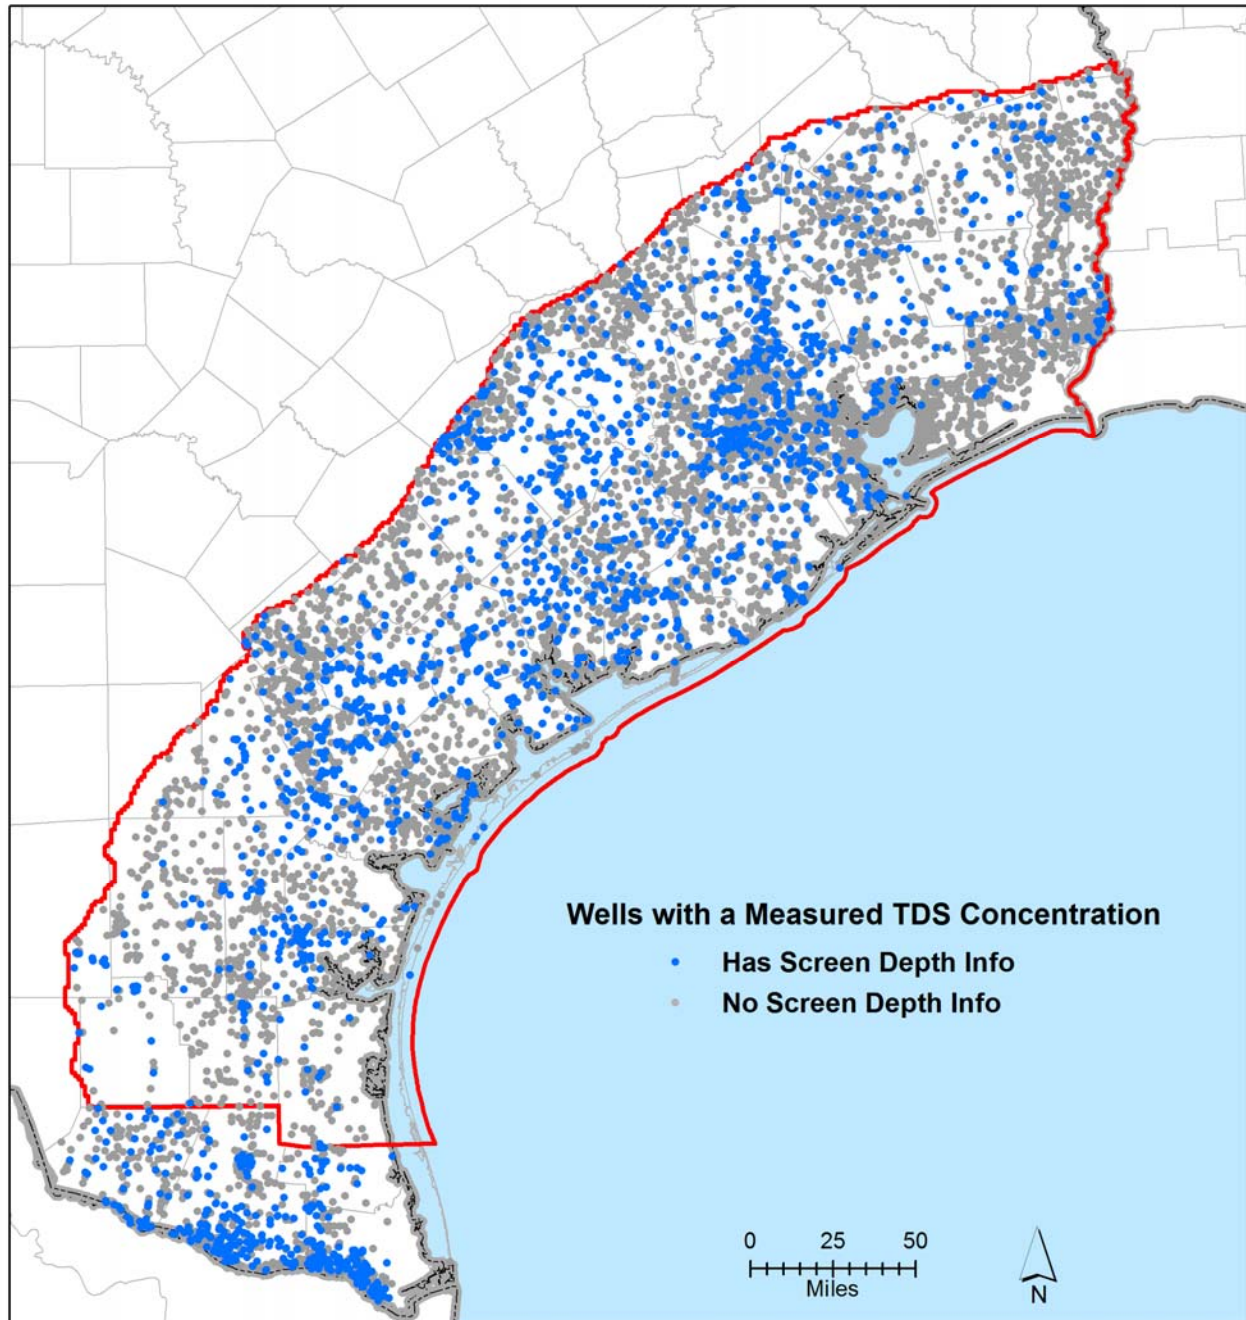 Wells with a Measured TDS Concentration
Has Screen Depth Info
No Screen Depth Info
0 25 50
Miles
N